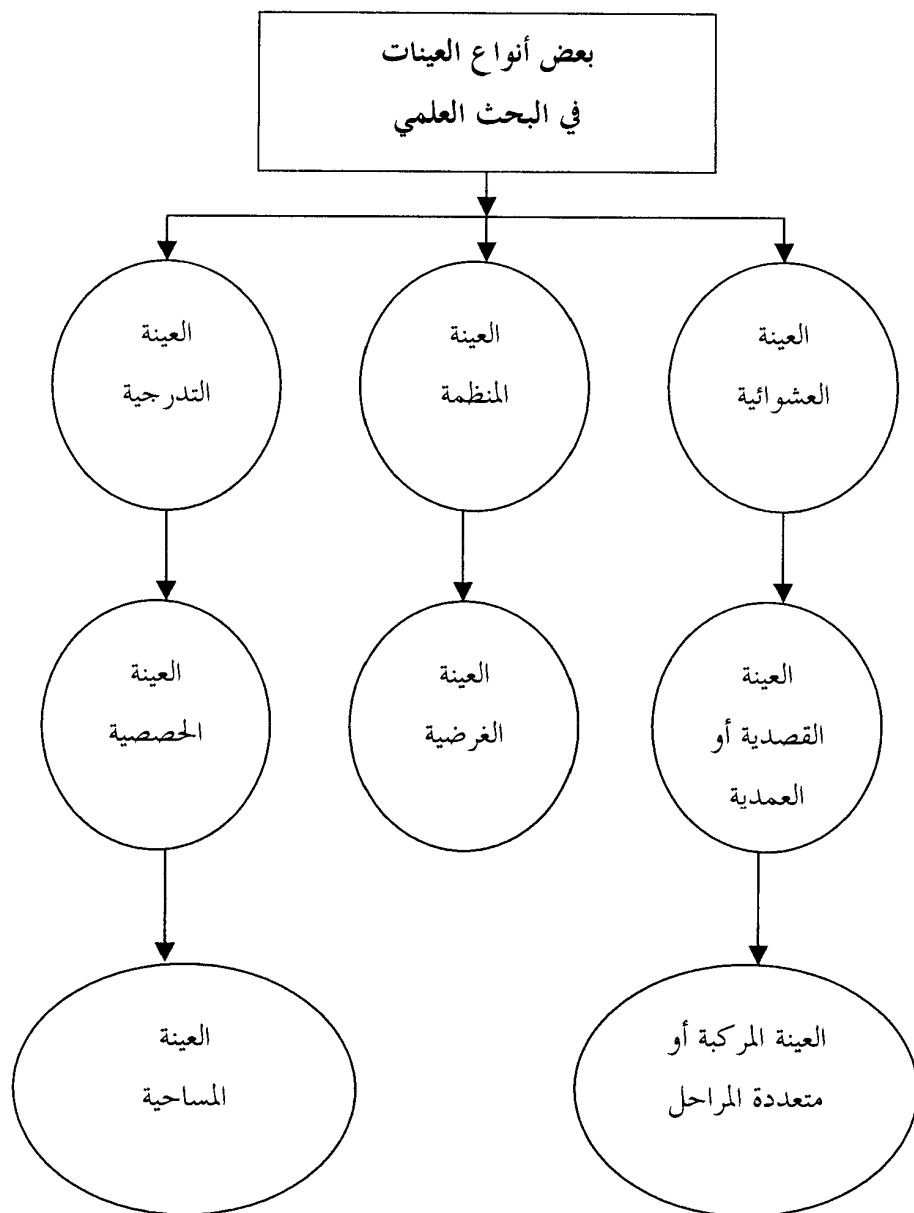 بعض أنواع العينات
في البحث العلمي
العينة
العشوائية
العينة
المنظمة
العينة
التدرجية
العينة
القصدية أو
العمدية
العينة
الغرضية
العينة
الحصصية
العينة المركبة أو
متعددة المراحل
العينة
المساحية